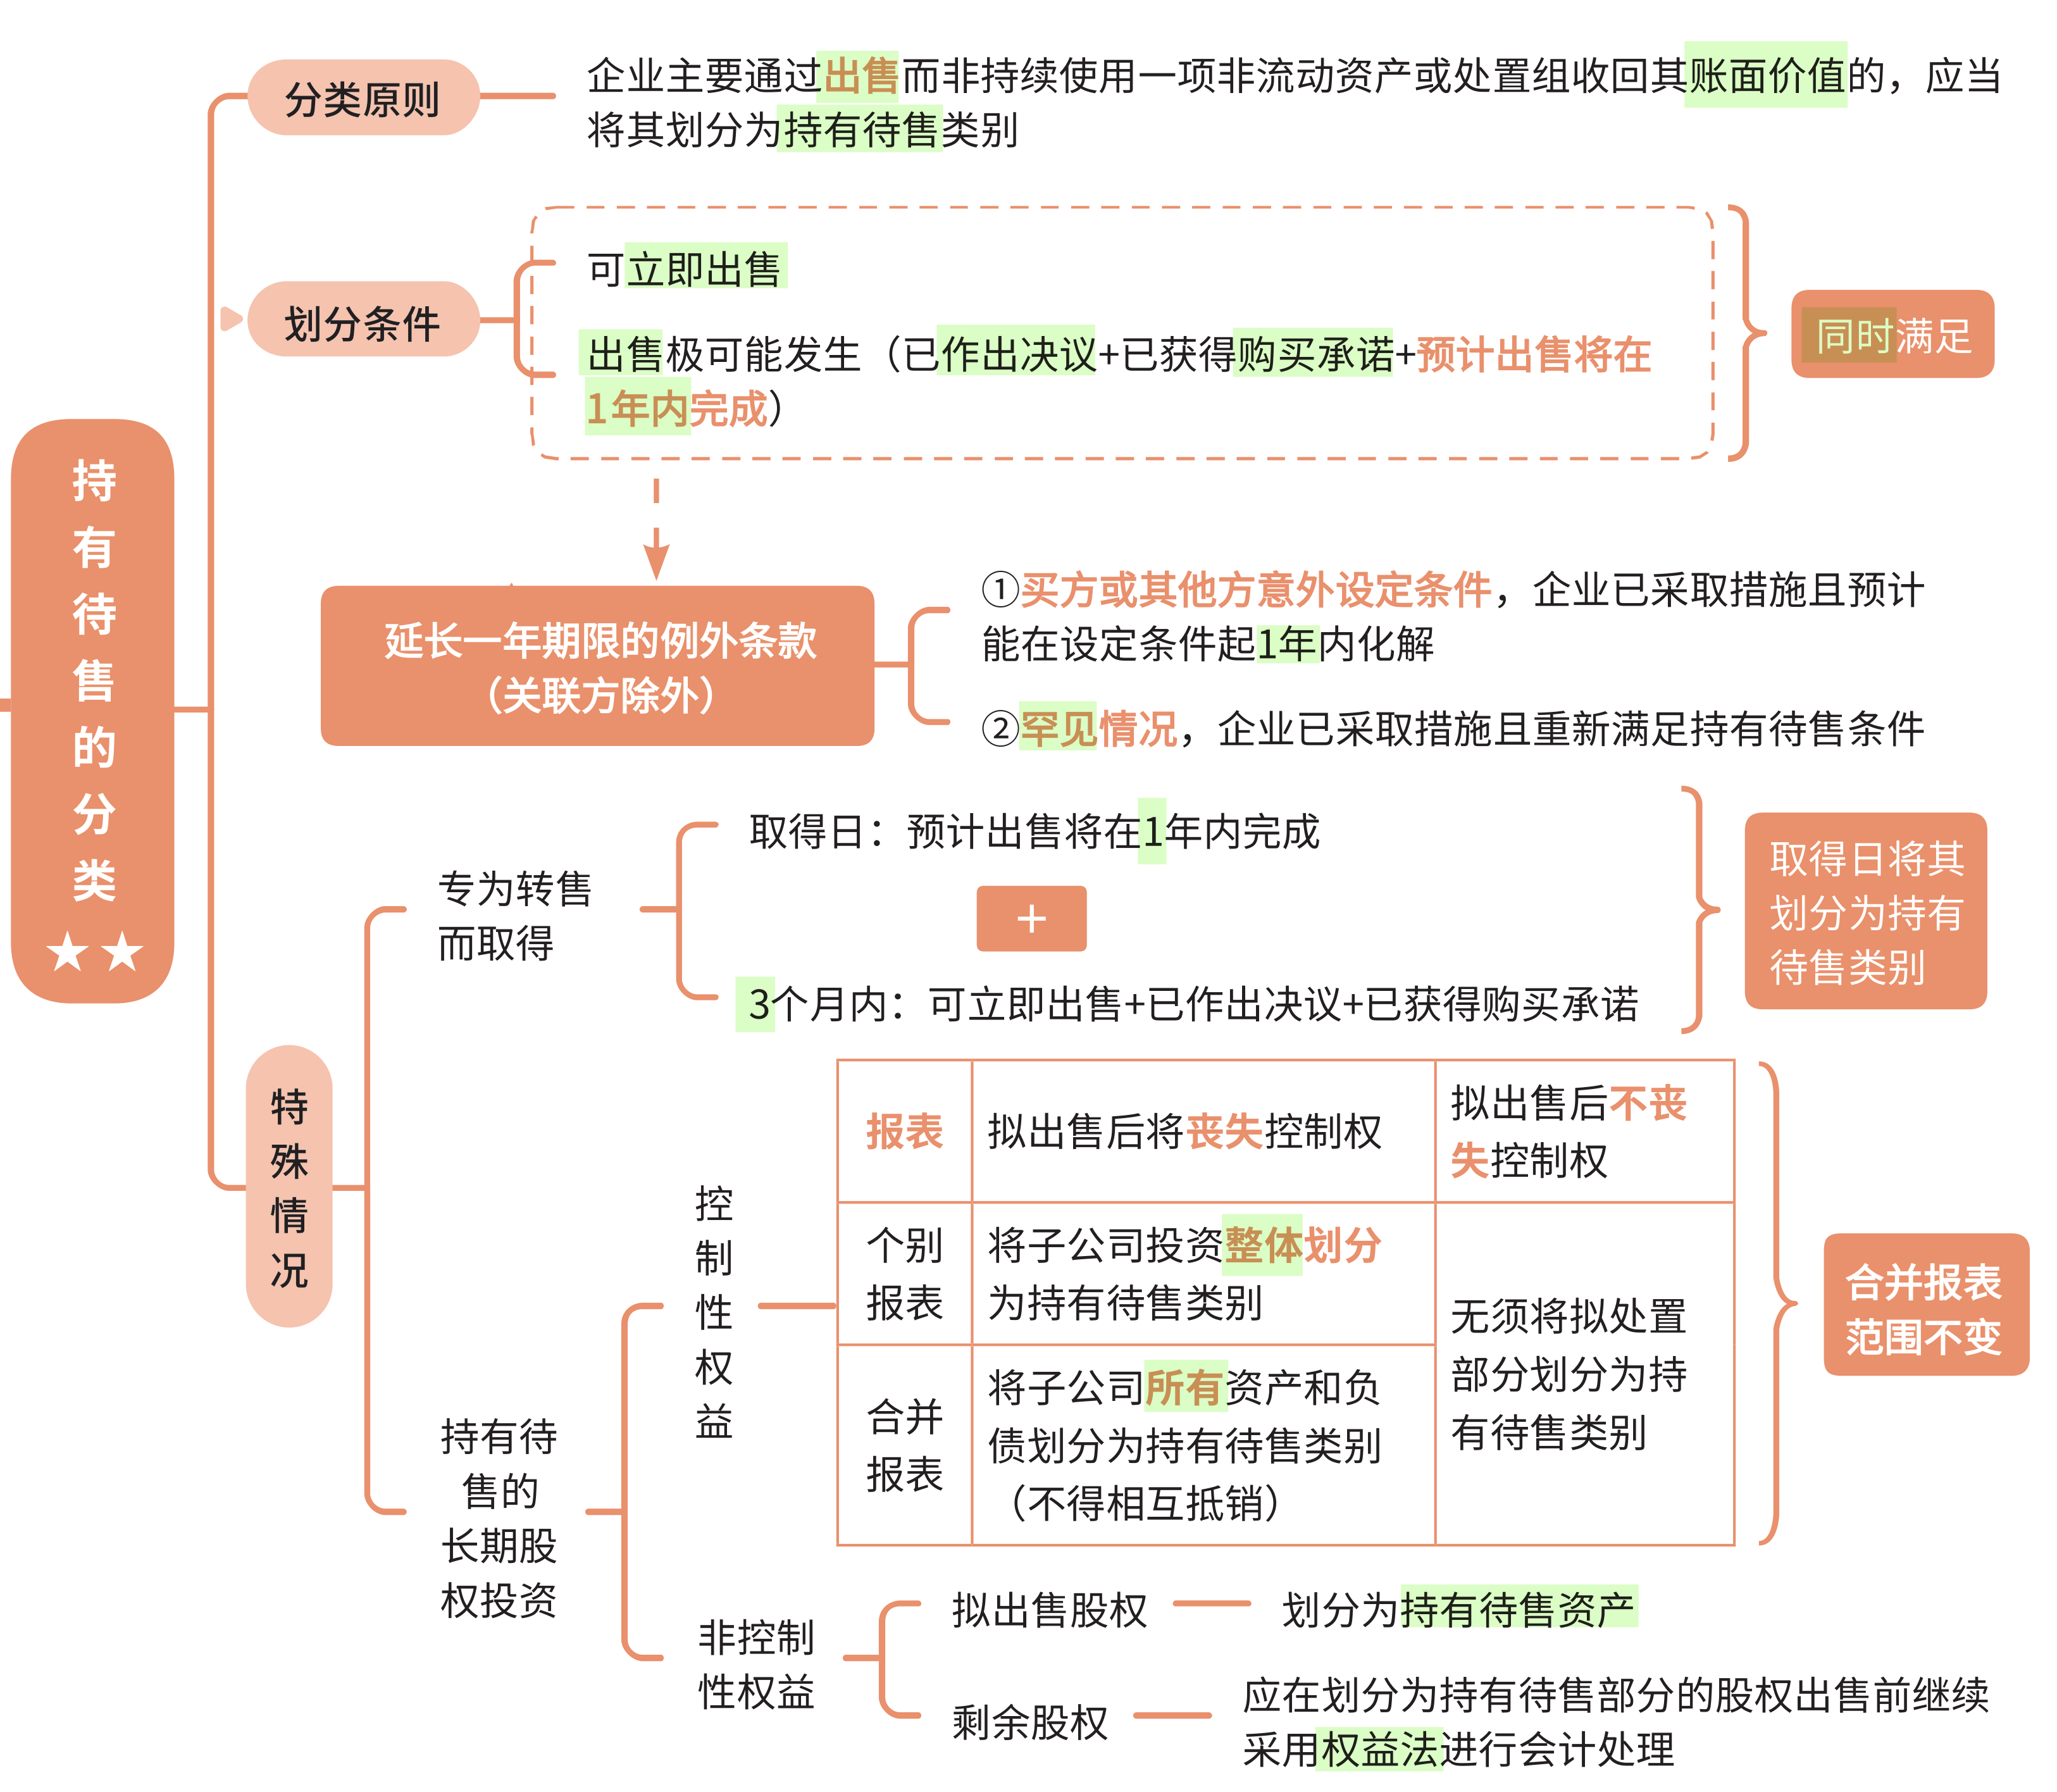 持有待售的分类
★★
分类原则
企业主要通过出售而非持续使用一项非流动资产或处置组收回其账面价值的，应当
将其划分为持有待售类别
划分条件
可立即出售
出售极可能发生（已作出决议+已获得购买承诺+预计出售将在
1年内完成）
同时满足
延长一年期限的例外条款
（关联方除外）
①买方或其他方意外设定条件，企业已采取措施且预计
能在设定条件起1年内化解
②罕见情况，企业已采取措施且重新满足持有待售条件
特殊情况
专为转售
而取得
取得日：预计出售将在1年内完成
+
3个月内：可立即出售+已作出决议+已获得购买承诺
取得日将其
划分为持有
待售类别
持有待
售的
长期股
权投资
控制性权益
报表
拟出售后将丧失控制权
拟出售后不丧
失控制权
个别
报表
将子公司投资整体划分
为持有待售类别
无须将拟处置
部分划分为持
有待售类别
合并
报表
将子公司所有资产和负
债划分为持有待售类别
（不得相互抵销）
合并报表
范围不变
非控制
性权益
拟出售股权
划分为持有待售资产
剩余股权
应在划分为持有待售部分的股权出售前继续
采用权益法进行会计处理